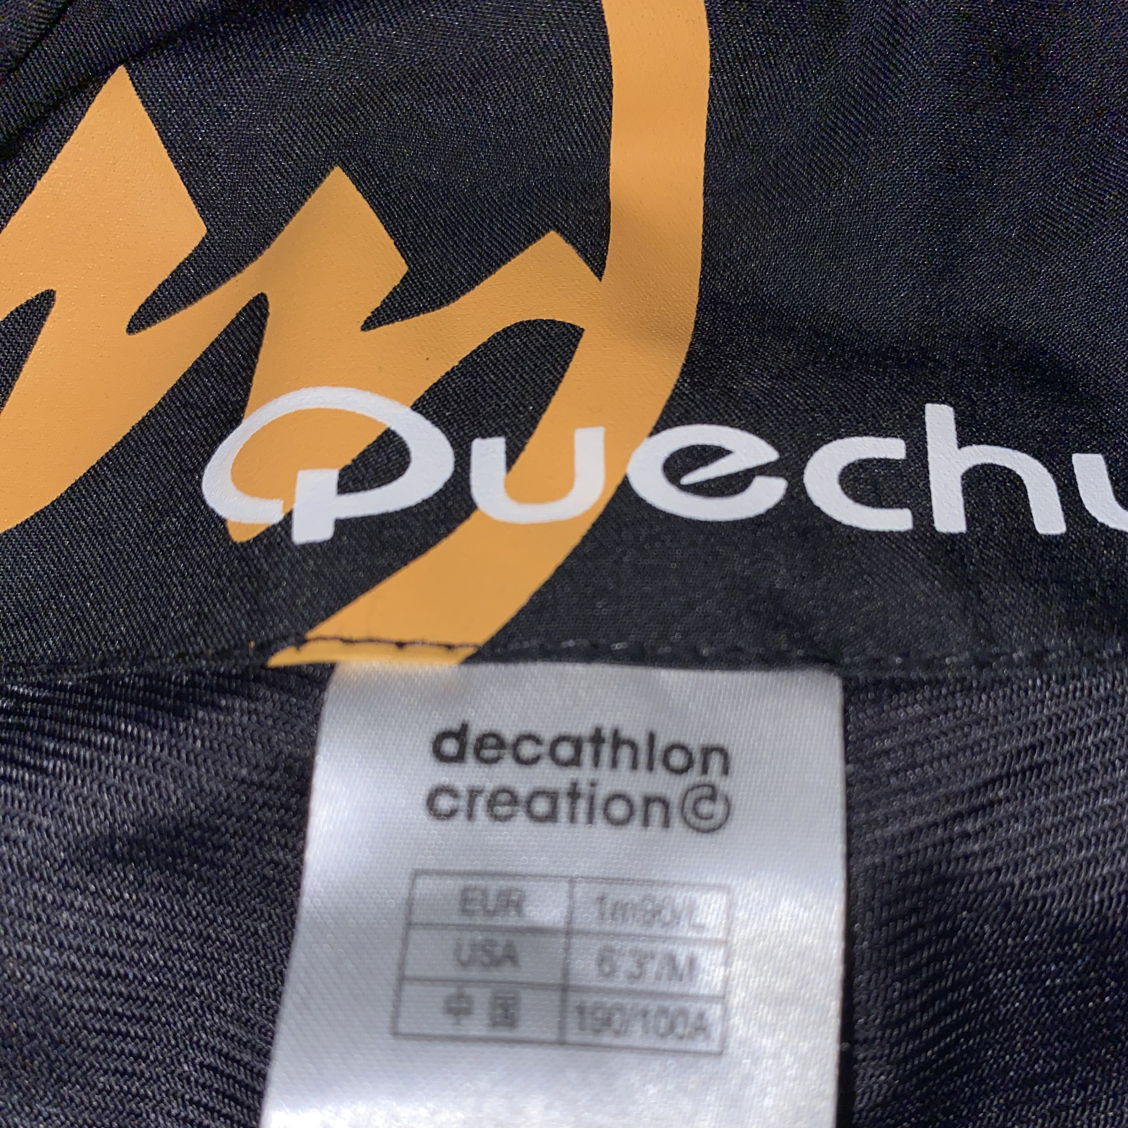 Quechu
decathlon
creation©
EUR 1m90/L
USA 6'3"/M
中国 190/100A